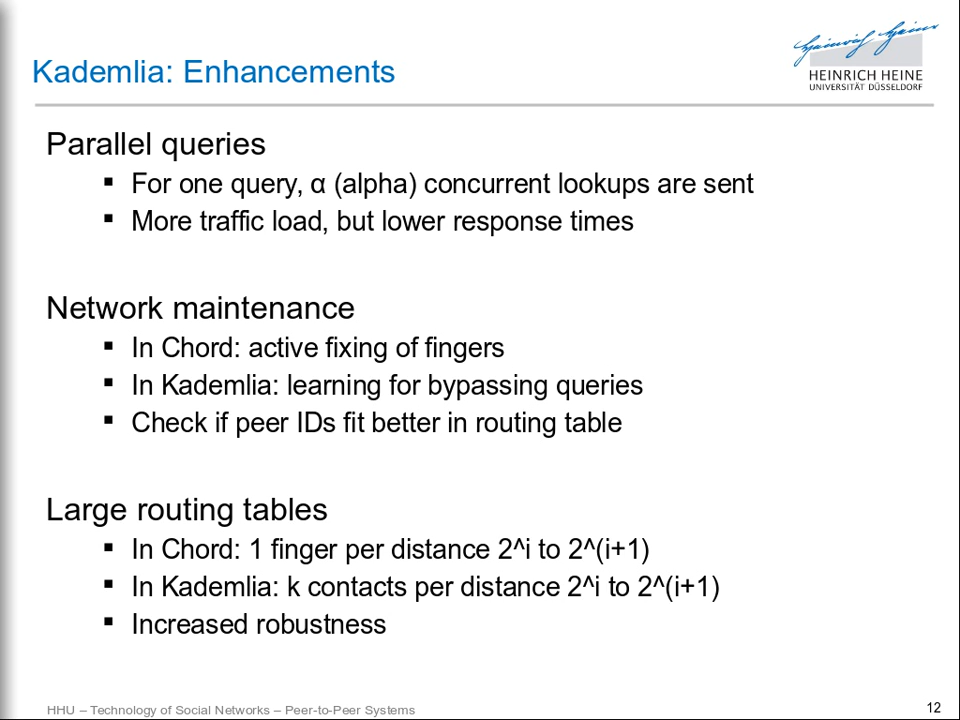 Kademlia: Enhancements
Heinrich Heine
HEINRICH HEINE
UNIVERSITÄT DÜSSELDORF
Parallel queries
▪ For one query, α (alpha) concurrent lookups are sent
▪ More traffic load, but lower response times
Network maintenance
▪ In Chord: active fixing of fingers
▪ In Kademlia: learning for bypassing queries
▪ Check if peer IDs fit better in routing table
Large routing tables
▪ In Chord: 1 finger per distance 2^i to 2^(i+1)
▪ In Kademlia: k contacts per distance 2^i to 2^(i+1)
▪ Increased robustness
HHU – Technology of Social Networks – Peer-to-Peer Systems
12